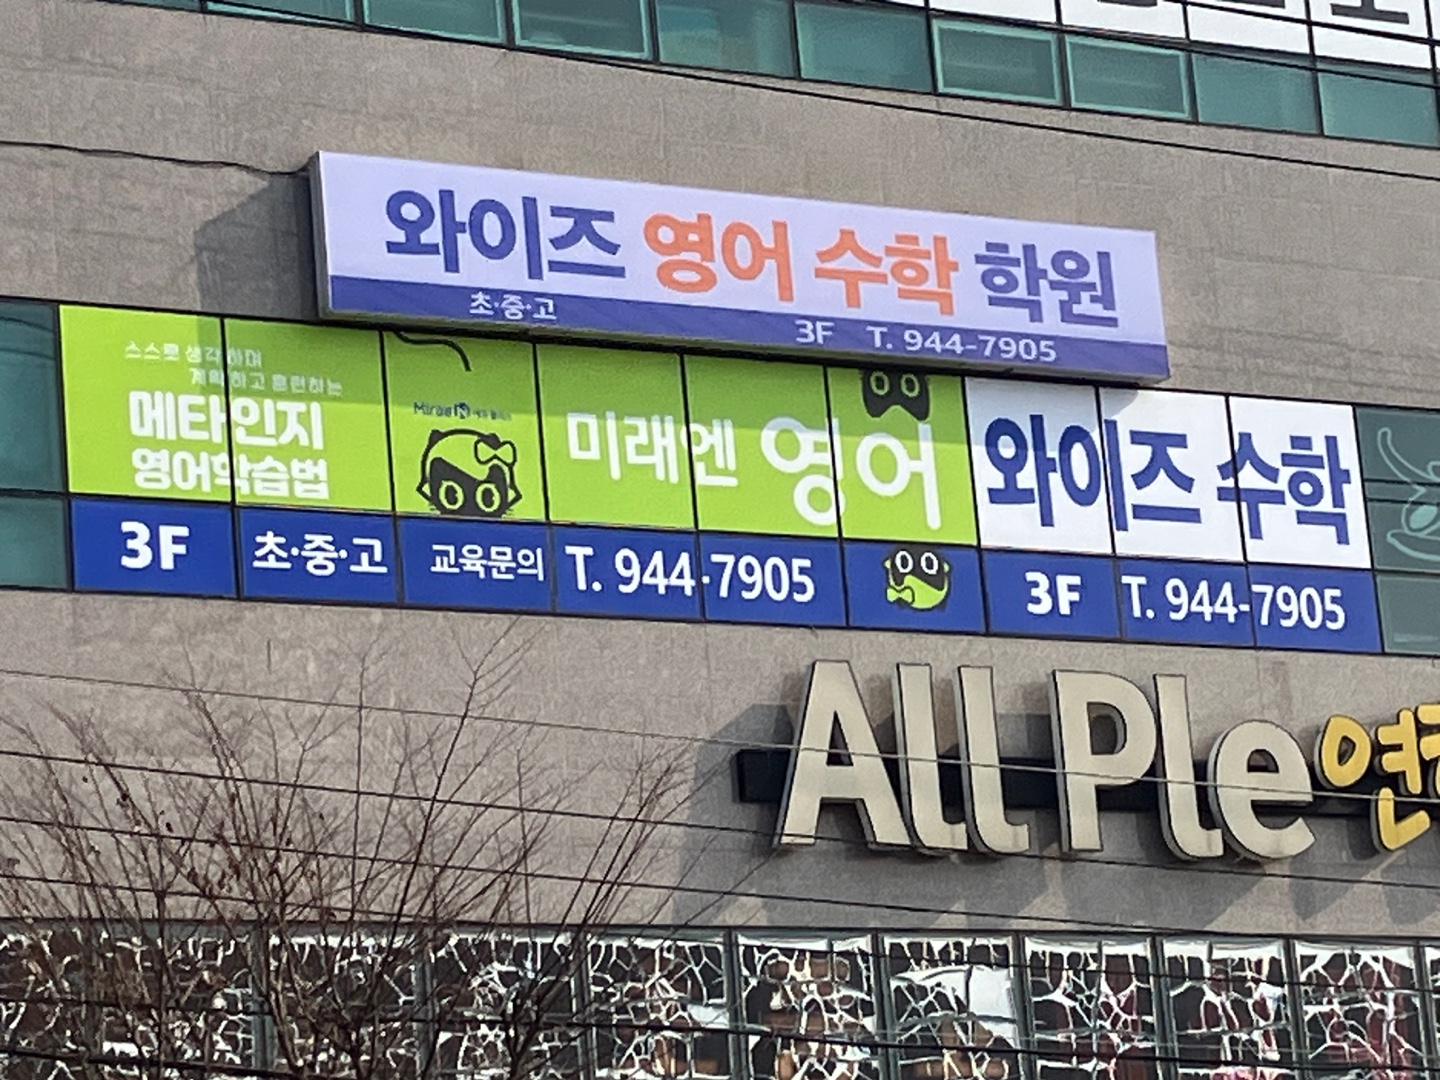 와이즈 영어 수학 학원
초·중·고
3F T. 944-7905
스스로 생각하며
계획하고 훈련하는
메타인지
영어학습법
Mirae N
미래엔 영어
와이즈 수학
3F 초·중·고 교육문의 T. 944-7905
3F T. 944-7905
All Ple